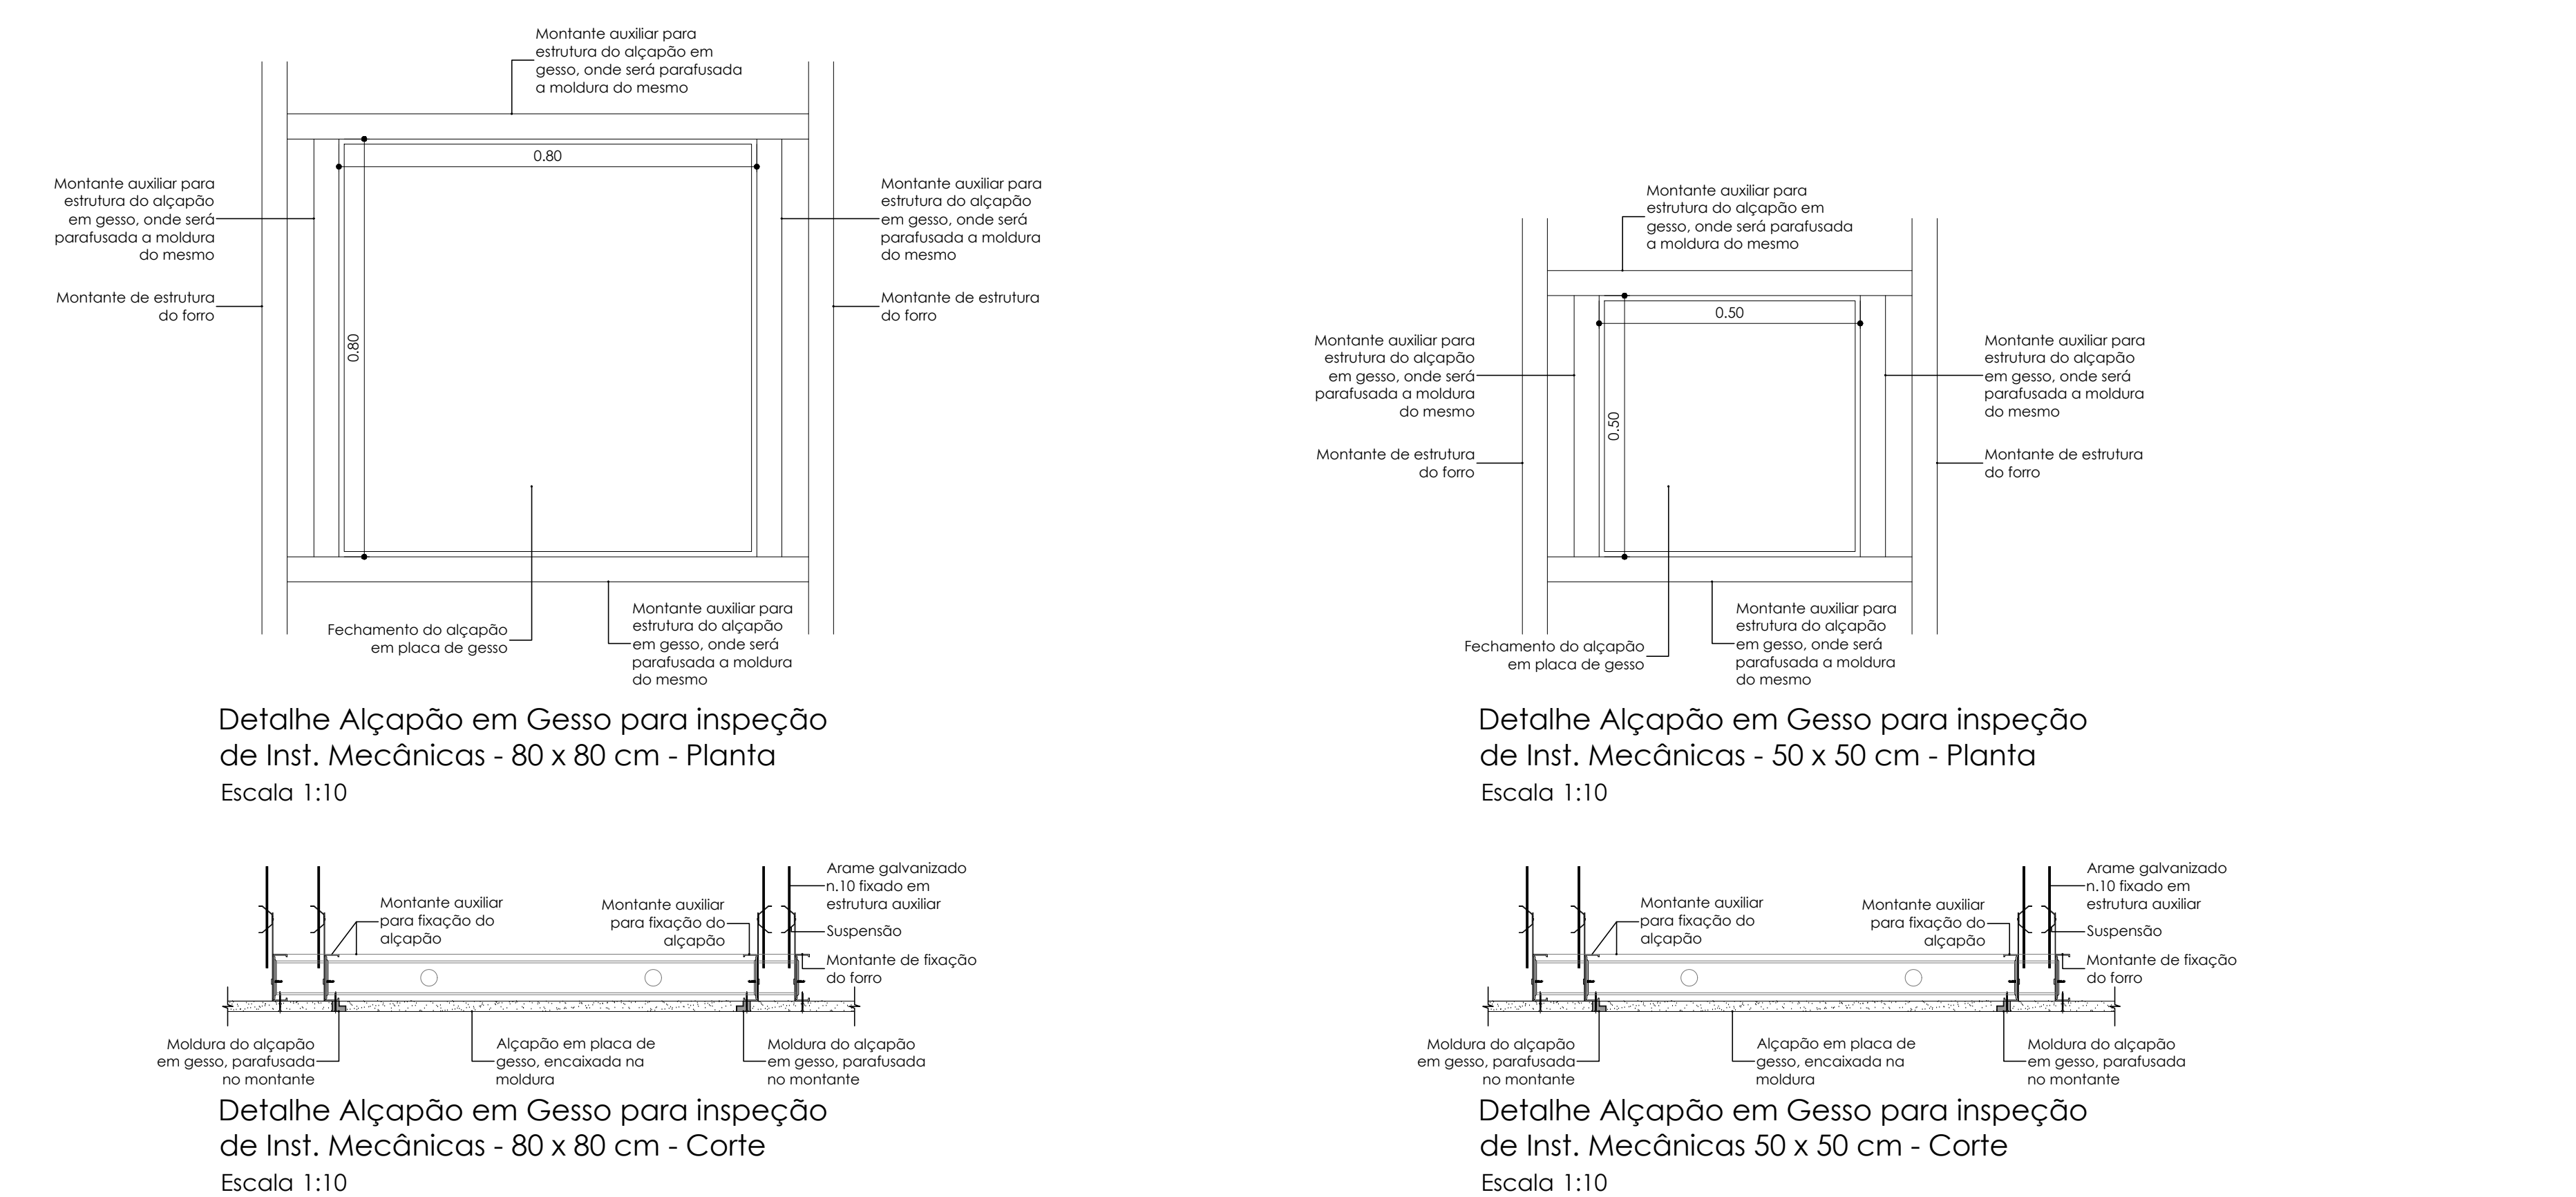 Montante auxiliar para
estrutura do alçapão em
gesso, onde será parafusada
a moldura do mesmo
0.80
Montante auxiliar para
estrutura do alçapão
em gesso, onde será
parafusada a moldura
do mesmo
Montante auxiliar para
estrutura do alçapão
em gesso, onde será
parafusada a moldura
do mesmo
Montante de estrutura
do forro
Montante de estrutura
do forro
0.80
Fechamento do alçapão
em placa de gesso
Montante auxiliar para
estrutura do alçapão
em gesso, onde será
parafusada a moldura
do mesmo
Detalhe Alçapão em Gesso para inspeção
de Inst. Mecânicas - 80 x 80 cm - Planta
Escala 1:10
Montante auxiliar para
estrutura do alçapão em
gesso, onde será parafusada
a moldura do mesmo
0.50
Montante auxiliar para
estrutura do alçapão
em gesso, onde será
parafusada a moldura
do mesmo
Montante auxiliar para
estrutura do alçapão
em gesso, onde será
parafusada a moldura
do mesmo
0.50
Montante de estrutura
do forro
Montante de estrutura
do forro
Fechamento do alçapão
em placa de gesso
Montante auxiliar para
estrutura do alçapão
em gesso, onde será
parafusada a moldura
do mesmo
Detalhe Alçapão em Gesso para inspeção
de Inst. Mecânicas - 50 x 50 cm - Planta
Escala 1:10
Montante auxiliar
para fixação do
alçapão
Montante auxiliar
para fixação do
alçapão
Arame galvanizado
n.10 fixado em
estrutura auxiliar
Suspensão
Montante de fixação
do forro
Moldura do alçapão
em gesso, parafusada
no montante
Alçapão em placa de
gesso, encaixada na
moldura
Moldura do alçapão
em gesso, parafusada
no montante
Detalhe Alçapão em Gesso para inspeção
de Inst. Mecânicas - 80 x 80 cm - Corte
Escala 1:10
Montante auxiliar
para fixação do
alçapão
Montante auxiliar
para fixação do
alçapão
Arame galvanizado
n.10 fixado em
estrutura auxiliar
Suspensão
Montante de fixação
do forro
Moldura do alçapão
em gesso, parafusada
no montante
Alçapão em placa de
gesso, encaixada na
moldura
Moldura do alçapão
em gesso, parafusada
no montante
Detalhe Alçapão em Gesso para inspeção
de Inst. Mecânicas 50 x 50 cm - Corte
Escala 1:10